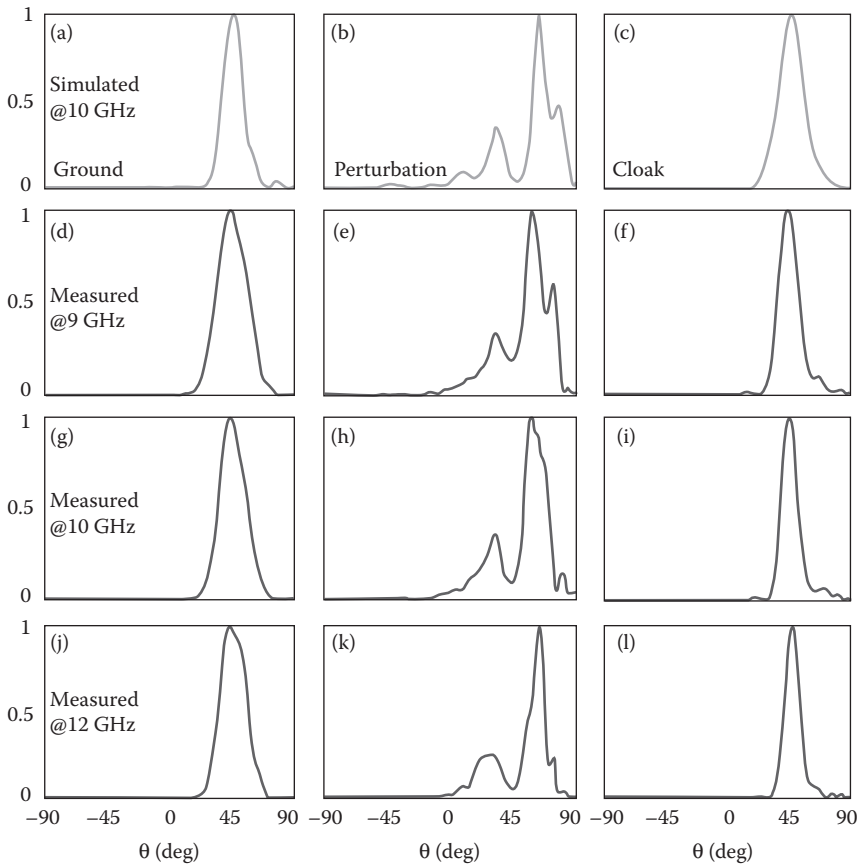 1
(a)
(b)
(c)
Simulated
@10 GHz
0.5
Ground
Perturbation
Cloak
0
1
(d)
(e)
(f)
Measured
@9 GHz
0.5
0
1
(g)
(h)
(i)
Measured
@10 GHz
0.5
0
1
(j)
(k)
(l)
Measured
@12 GHz
0.5
0
−90 −45 0 45 90
−90 −45 0 45 90
−90 −45 0 45 90
θ (deg)
θ (deg)
θ (deg)